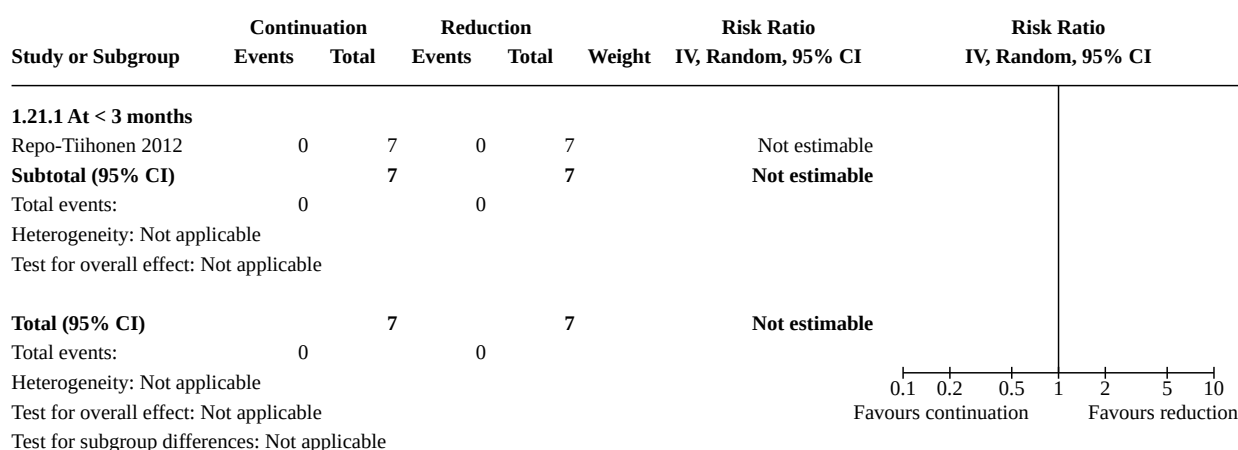 Continuation Reduction Risk Ratio Risk Ratio
Study or Subgroup Events Total Events Total Weight IV, Random, 95% CI IV, Random, 95% CI
1.21.1 At < 3 months
Repo-Tiihonen 2012 0 7 0 7 Not estimable
Subtotal (95% CI) 7 7 Not estimable
Total events: 0 0
Heterogeneity: Not applicable
Test for overall effect: Not applicable
Total (95% CI) 7 7 Not estimable
Total events: 0 0
Heterogeneity: Not applicable 0.1 0.2 0.5 1 2 5 10
Test for overall effect: Not applicable Favours continuation Favours reduction
Test for subgroup differences: Not applicable